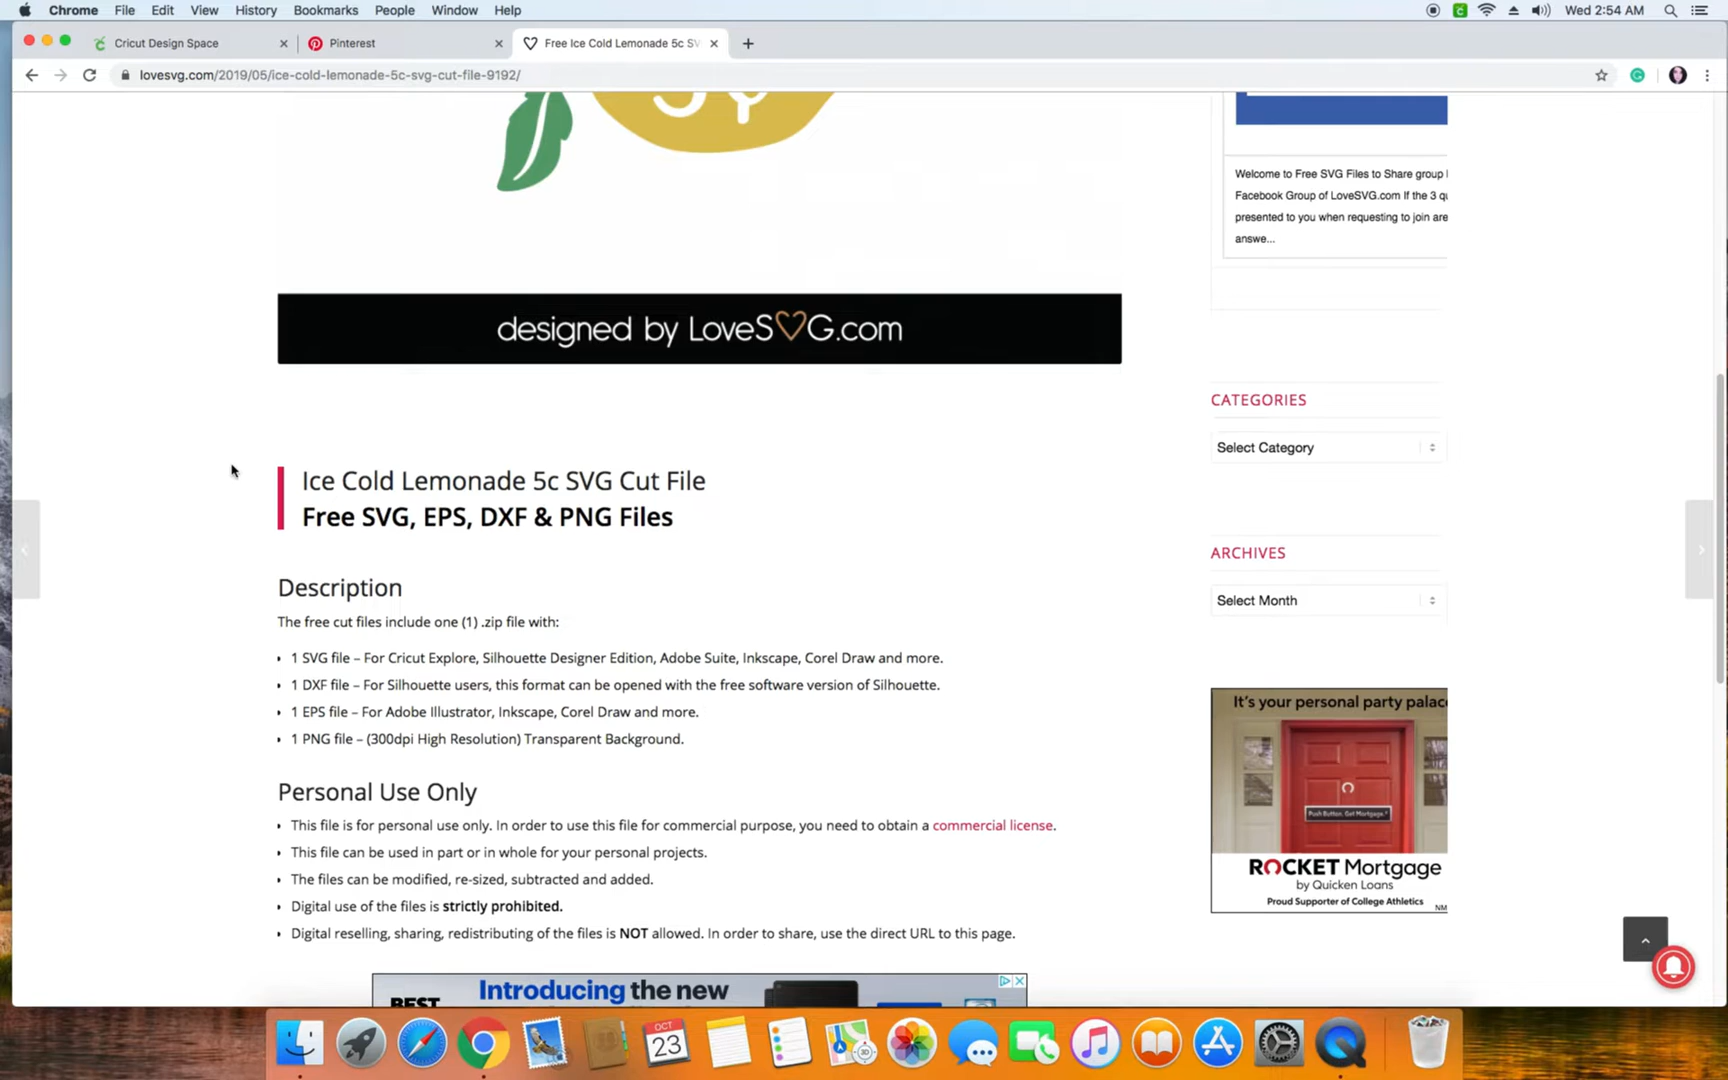 Chrome File Edit View History Bookmarks People Window Help Wed 2:54 AM
Cricut Design Space Pinterest Free Ice Cold Lemonade 5c SV
lovesvg.com/2019/05/ice-cold-lemonade-5c-svg-cut-file-9192/
5¢
designed by LoveSVG.com
Welcome to Free SVG Files to Share group
Facebook Group of LoveSVG.com If the 3 qu
presented to you when requesting to join are
answe...
CATEGORIES
Select Category
Ice Cold Lemonade 5c SVG Cut File
Free SVG, EPS, DXF & PNG Files
ARCHIVES
Select Month
Description
The free cut files include one (1) .zip file with:
1 SVG file – For Cricut Explore, Silhouette Designer Edition, Adobe Suite, Inkscape, Corel Draw and more.
1 DXF file – For Silhouette users, this format can be opened with the free software version of Silhouette.
1 EPS file – For Adobe Illustrator, Inkscape, Corel Draw and more.
1 PNG file – (300dpi High Resolution) Transparent Background.
Personal Use Only
This file is for personal use only. In order to use this file for commercial purpose, you need to obtain a commercial license.
This file can be used in part or in whole for your personal projects.
The files can be modified, re-sized, subtracted and added.
Digital use of the files is strictly prohibited.
Digital reselling, sharing, redistributing of the files is NOT allowed. In order to share, use the direct URL to this page.
It's your personal party palac
Push Button. Get Mortgage.
ROCKET Mortgage
by Quicken Loans
Proud Supporter of College Athletics
NM
BEST
Introducing the new
OCT
23